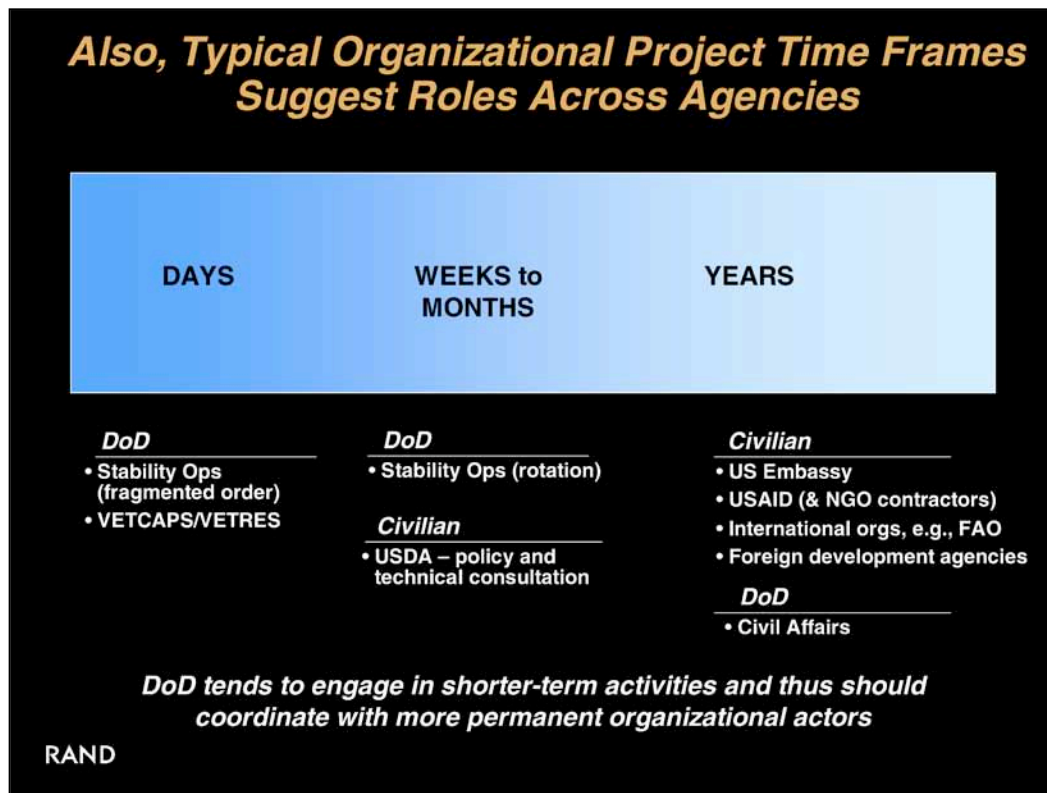 Also, Typical Organizational Project Time Frames
Suggest Roles Across Agencies
DAYS
WEEKS to
MONTHS
YEARS
DoD
• Stability Ops
(fragmented order)
• VETCAPS/VETRES
DoD
• Stability Ops (rotation)
Civilian
• USDA – policy and
technical consultation
Civilian
• US Embassy
• USAID (& NGO contractors)
• International orgs, e.g., FAO
• Foreign development agencies
DoD
• Civil Affairs
DoD tends to engage in shorter-term activities and thus should
coordinate with more permanent organizational actors
RAND